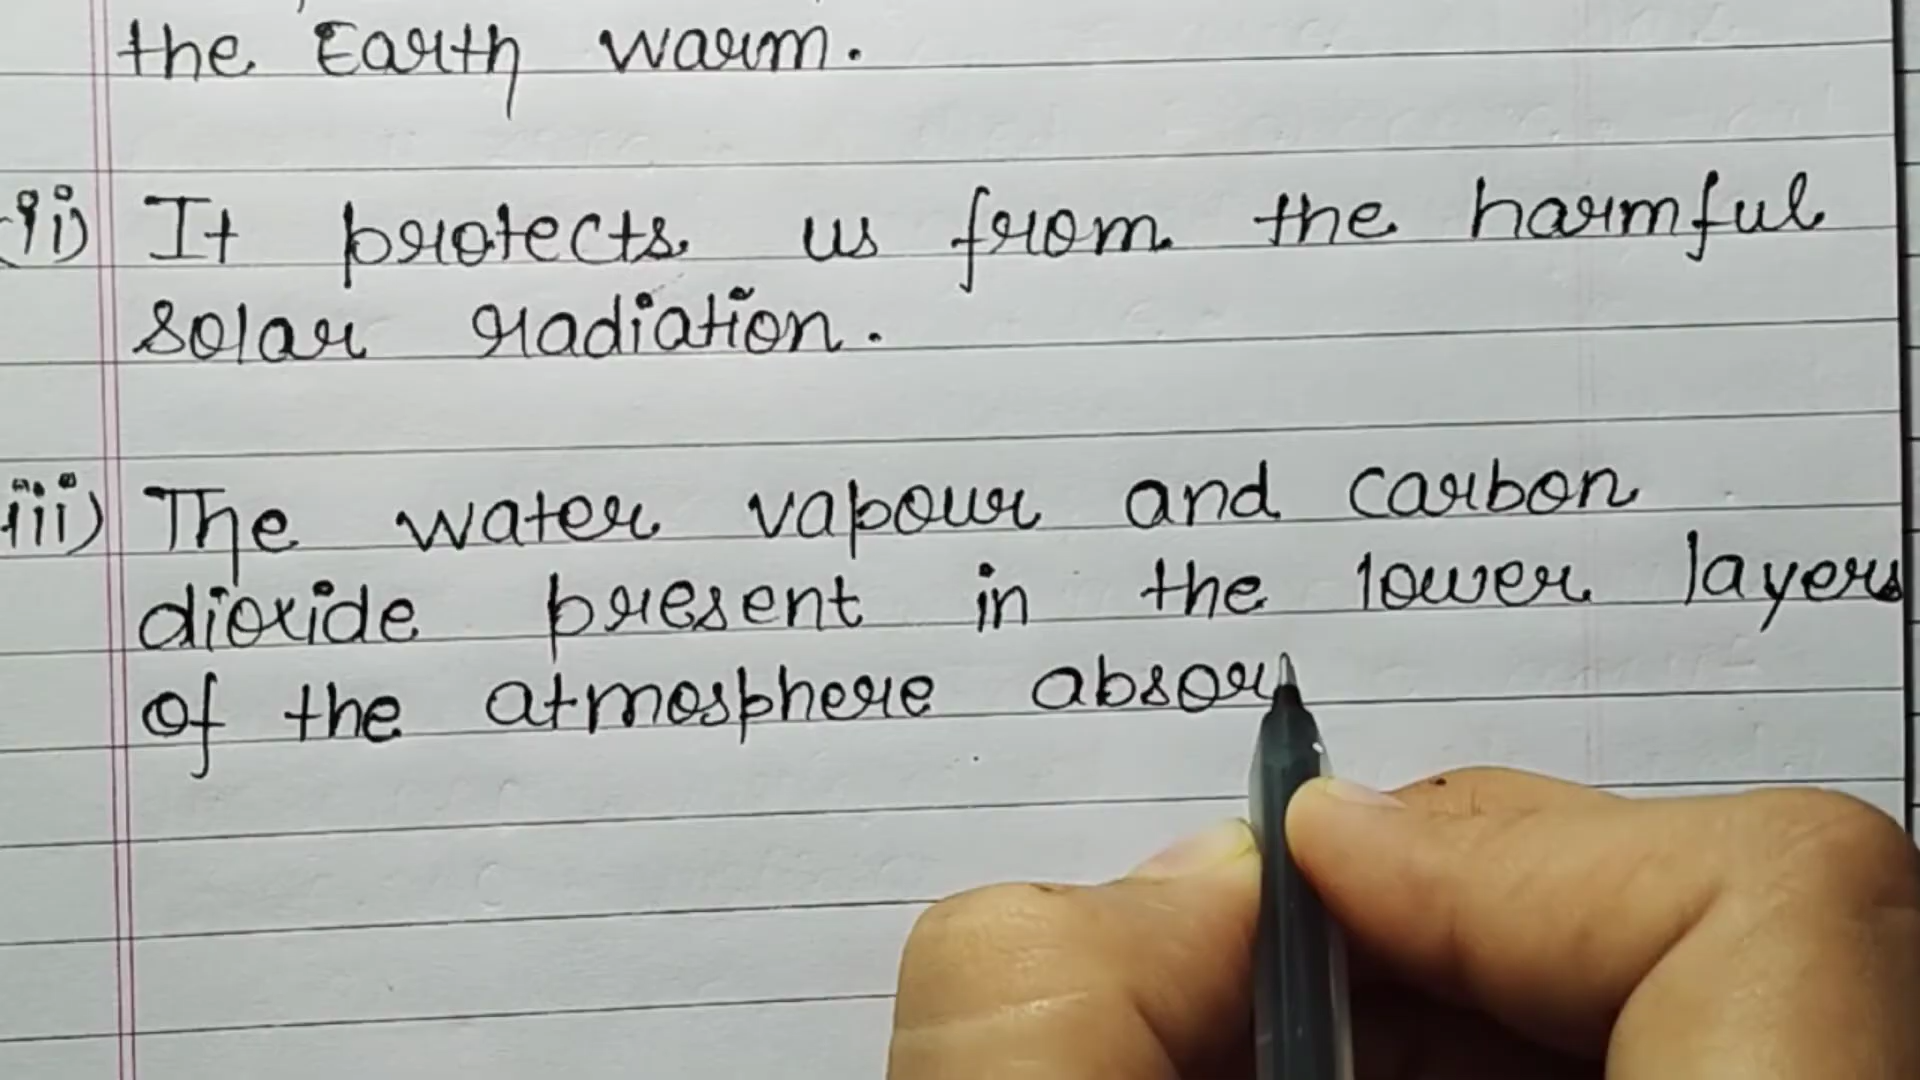 the Earth warm.
ii) It protects us from the harmful
solar radiation.
iii) The water vapour and carbon
dioxide present in the lower layers
of the atmosphere absor